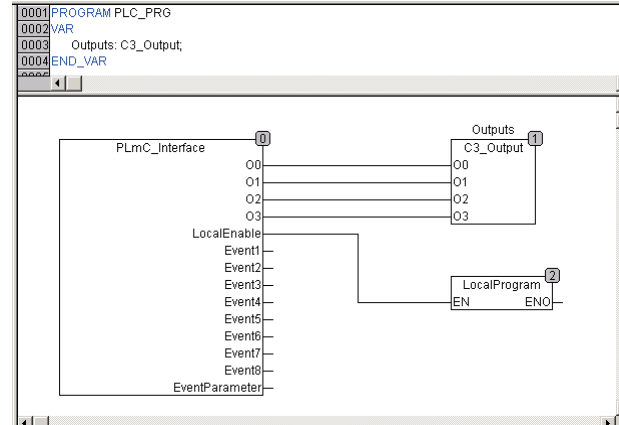 0001 PROGRAM PLC_PRG
0002 VAR
0003 Outputs: C3_Output;
0004 END_VAR
0
PLmC_Interface
O0
O1
O2
O3
LocalEnable
Event1
Event2
Event3
Event4
Event5
Event6
Event7
Event8
EventParameter
Outputs
1
C3_Output
O0
O1
O2
O3
2
LocalProgram
EN ENO